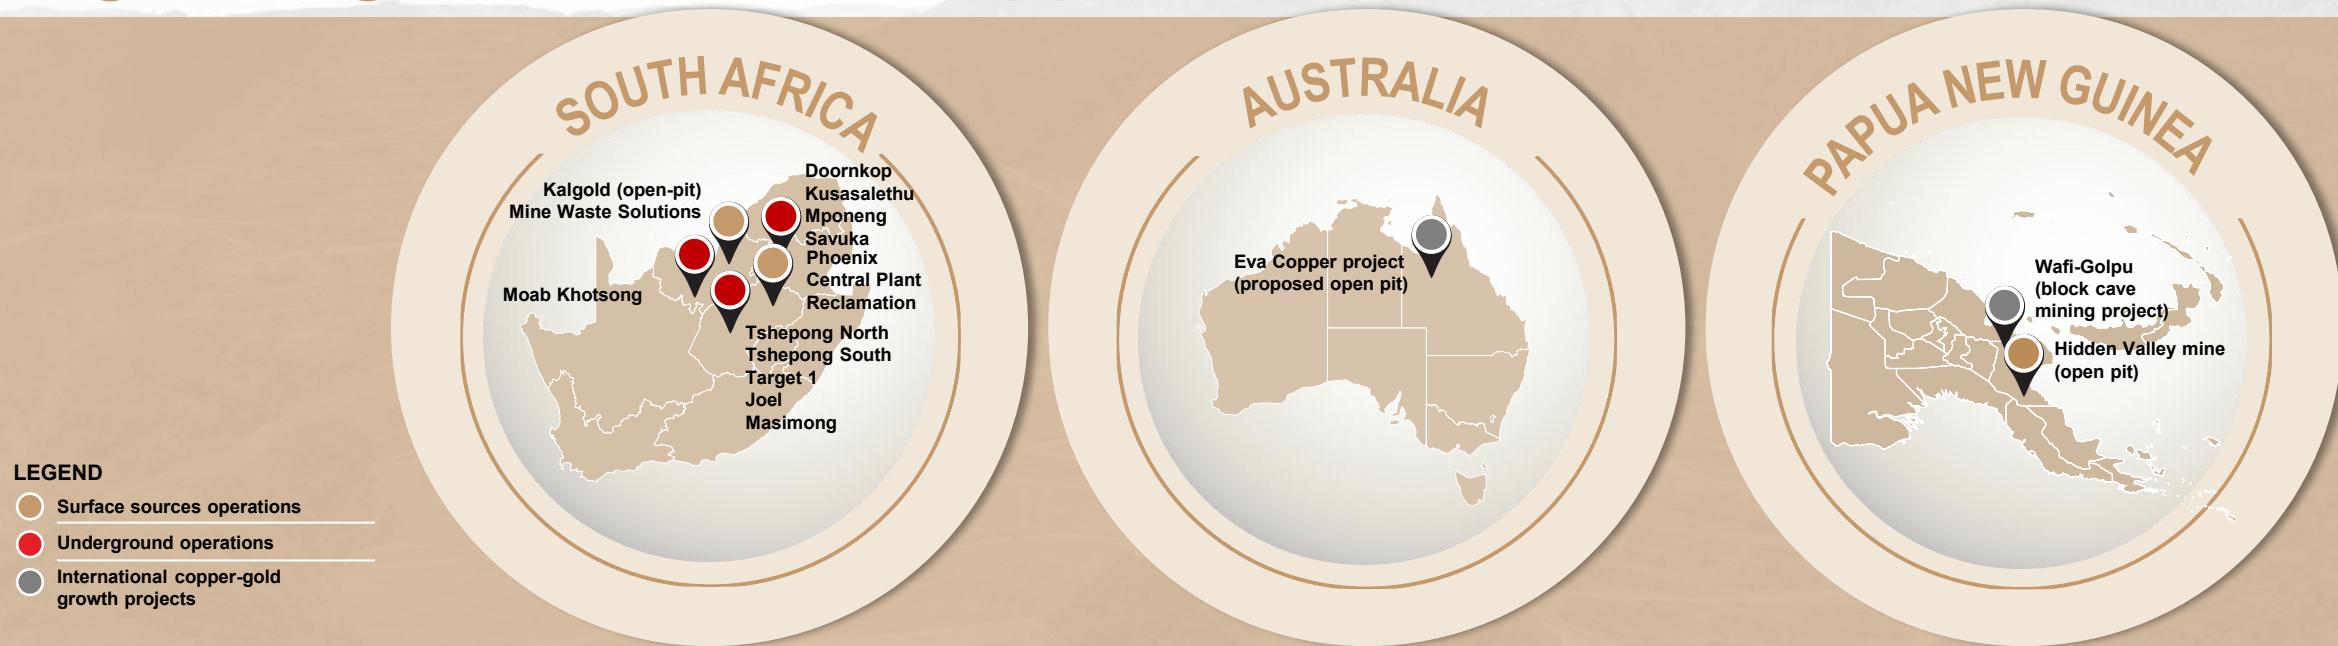 SOUTH AFRICA
Kalgold (open-pit)
Mine Waste Solutions
Doornkop
Kusasalethu
Mponeng
Savuka
Phoenix
Central Plant
Reclamation
Moab Khotsong
Tshepong North
Tshepong South
Target 1
Joel
Masimong
AUSTRALIA
Eva Copper project
(proposed open pit)
PAPUA NEW GUINEA
Wafi-Golpu
(block cave
mining project)
Hidden Valley mine
(open pit)
LEGEND
Surface sources operations
Underground operations
International copper-gold
growth projects